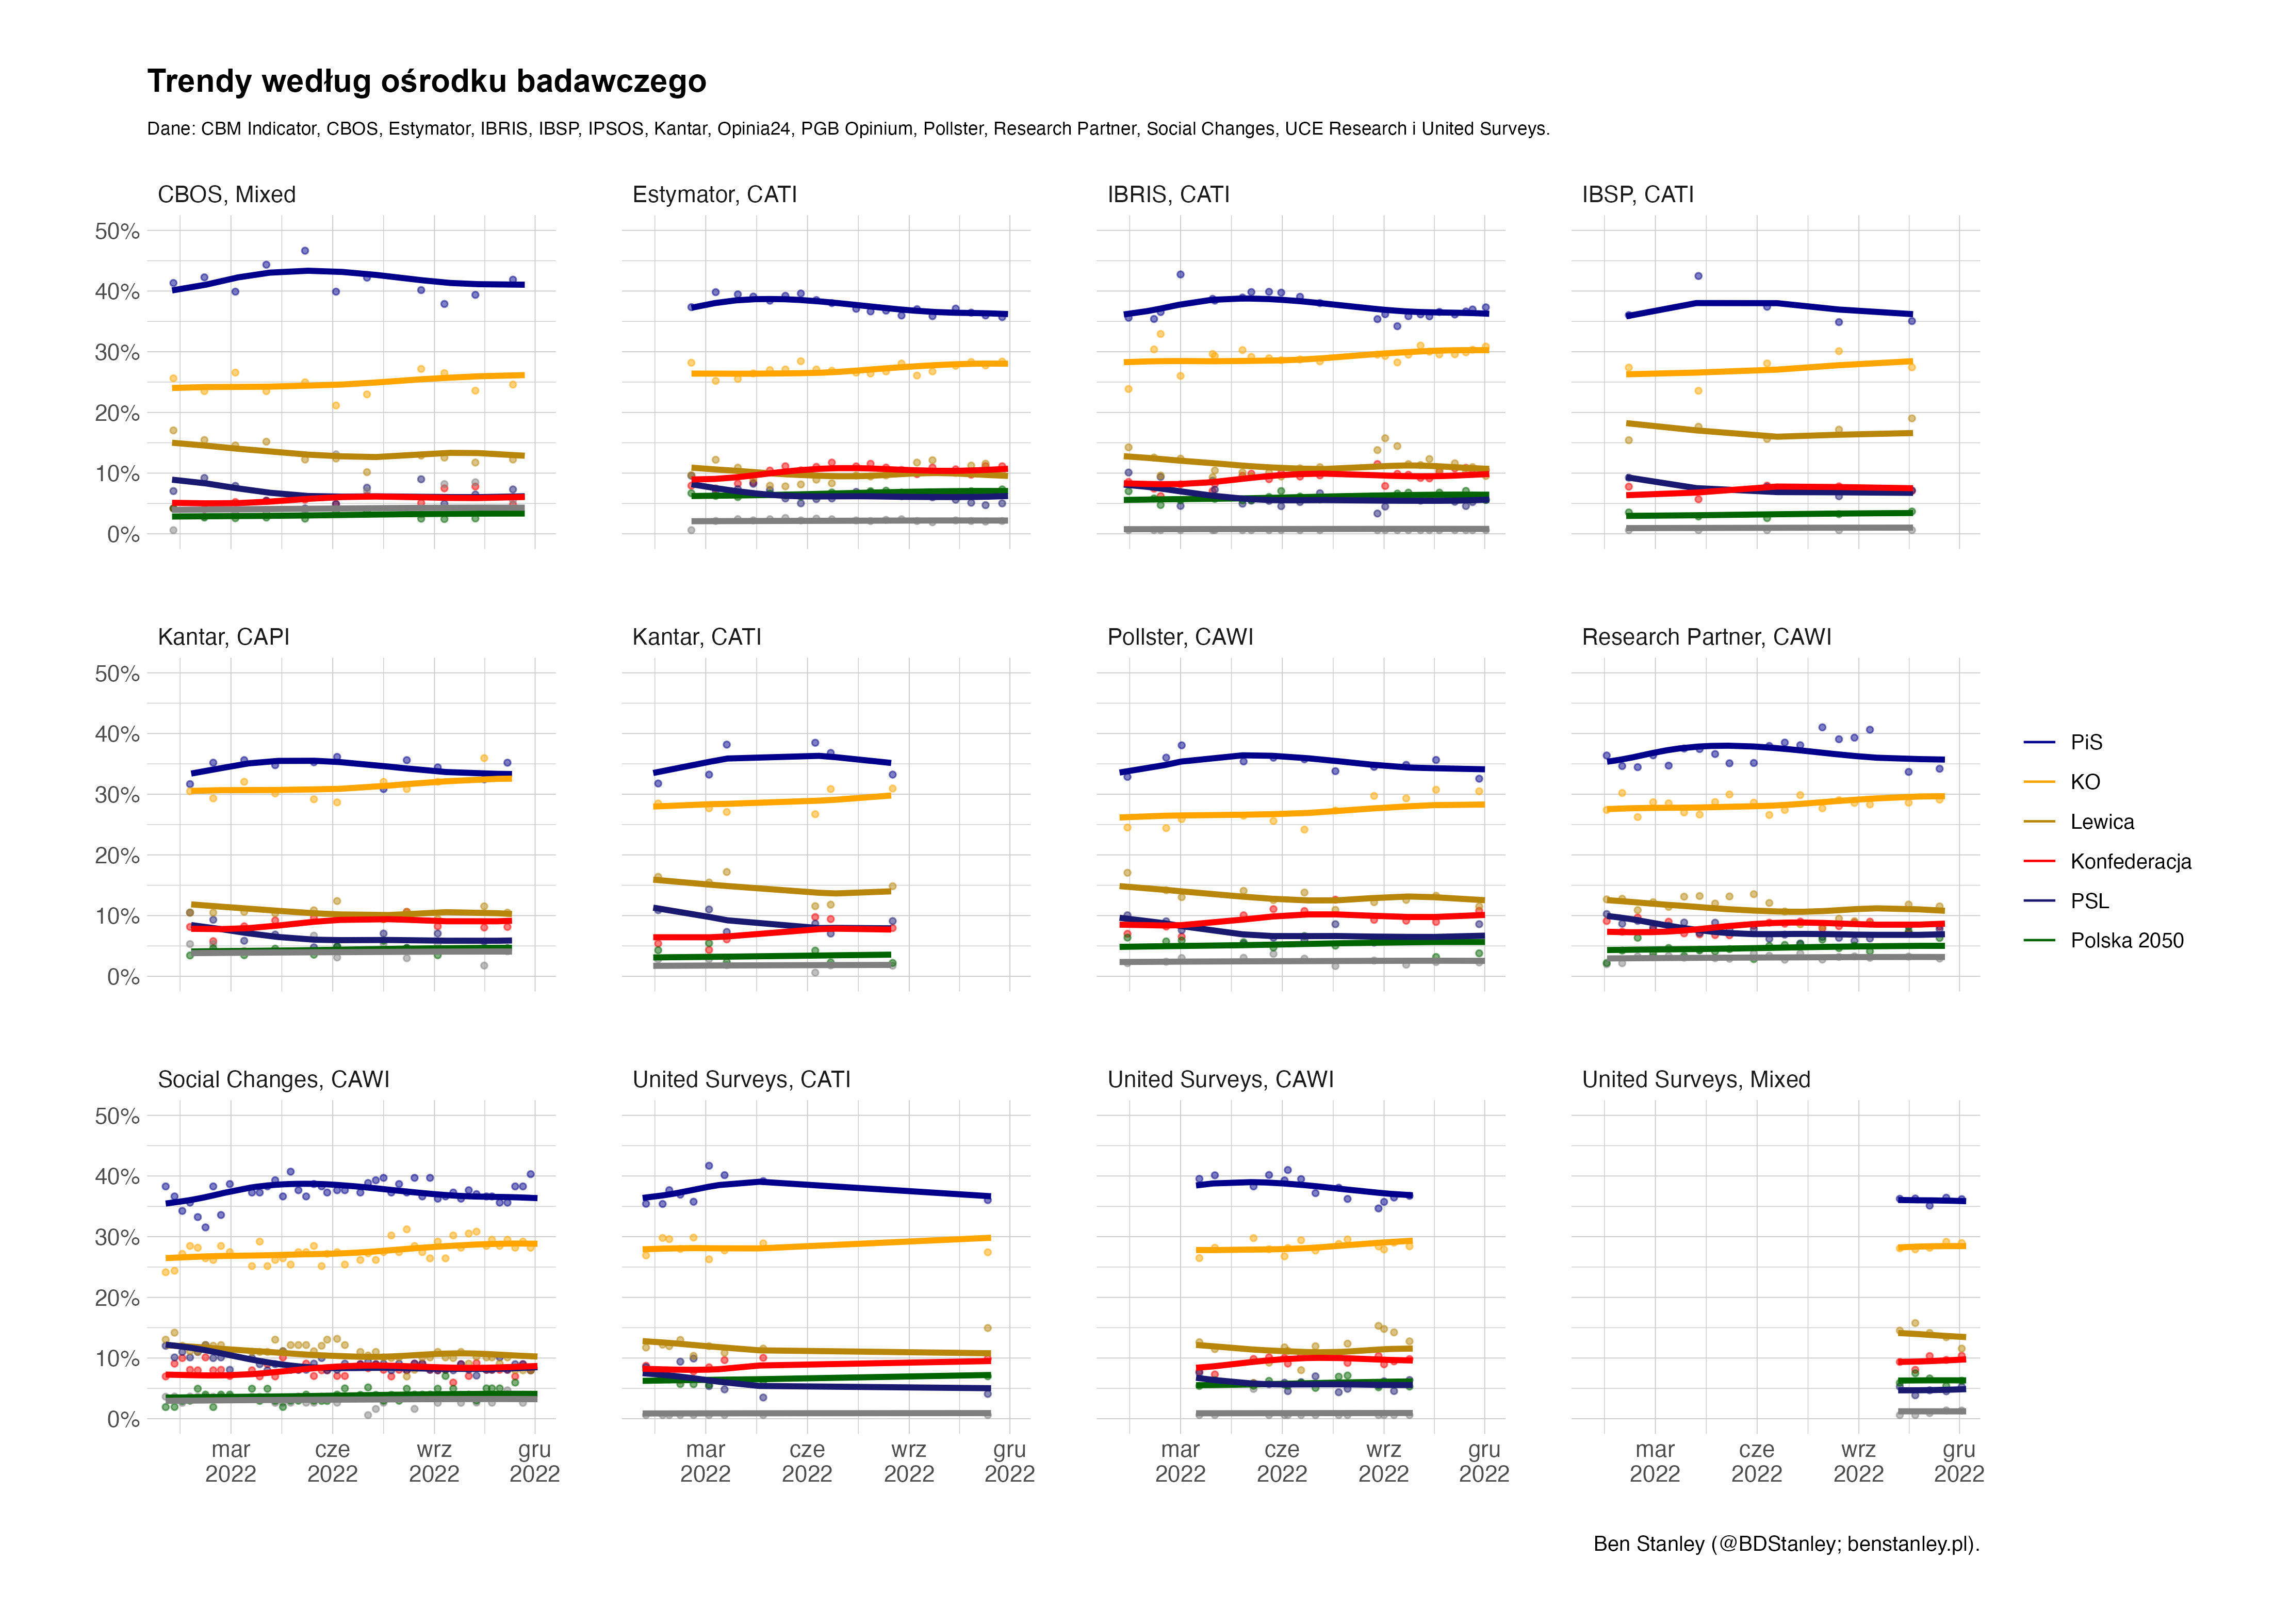 Trendy według ośrodku badawczego
Dane: CBM Indicator, CBOS, Estymator, IBRIS, IBSP, IPSOS, Kantar, Opinia24, PGB Opinium, Pollster, Research Partner, Social Changes, UCE Research i United Surveys.
CBOS, Mixed
Estymator, CATI
IBRIS, CATI
IBSP, CATI
50%
40%
30%
20%
10%
0%
Kantar, CAPI
Kantar, CATI
Pollster, CAWI
Research Partner, CAWI
50%
40%
30%
20%
10%
0%
PiS
KO
Lewica
Konfederacja
PSL
Polska 2050
Social Changes, CAWI
United Surveys, CATI
United Surveys, CAWI
United Surveys, Mixed
50%
40%
30%
20%
10%
0%
mar cze wrz gru
2022 2022 2022 2022
mar cze wrz gru
2022 2022 2022 2022
mar cze wrz gru
2022 2022 2022 2022
mar cze wrz gru
2022 2022 2022 2022
Ben Stanley (@BDStanley; benstanley.pl).